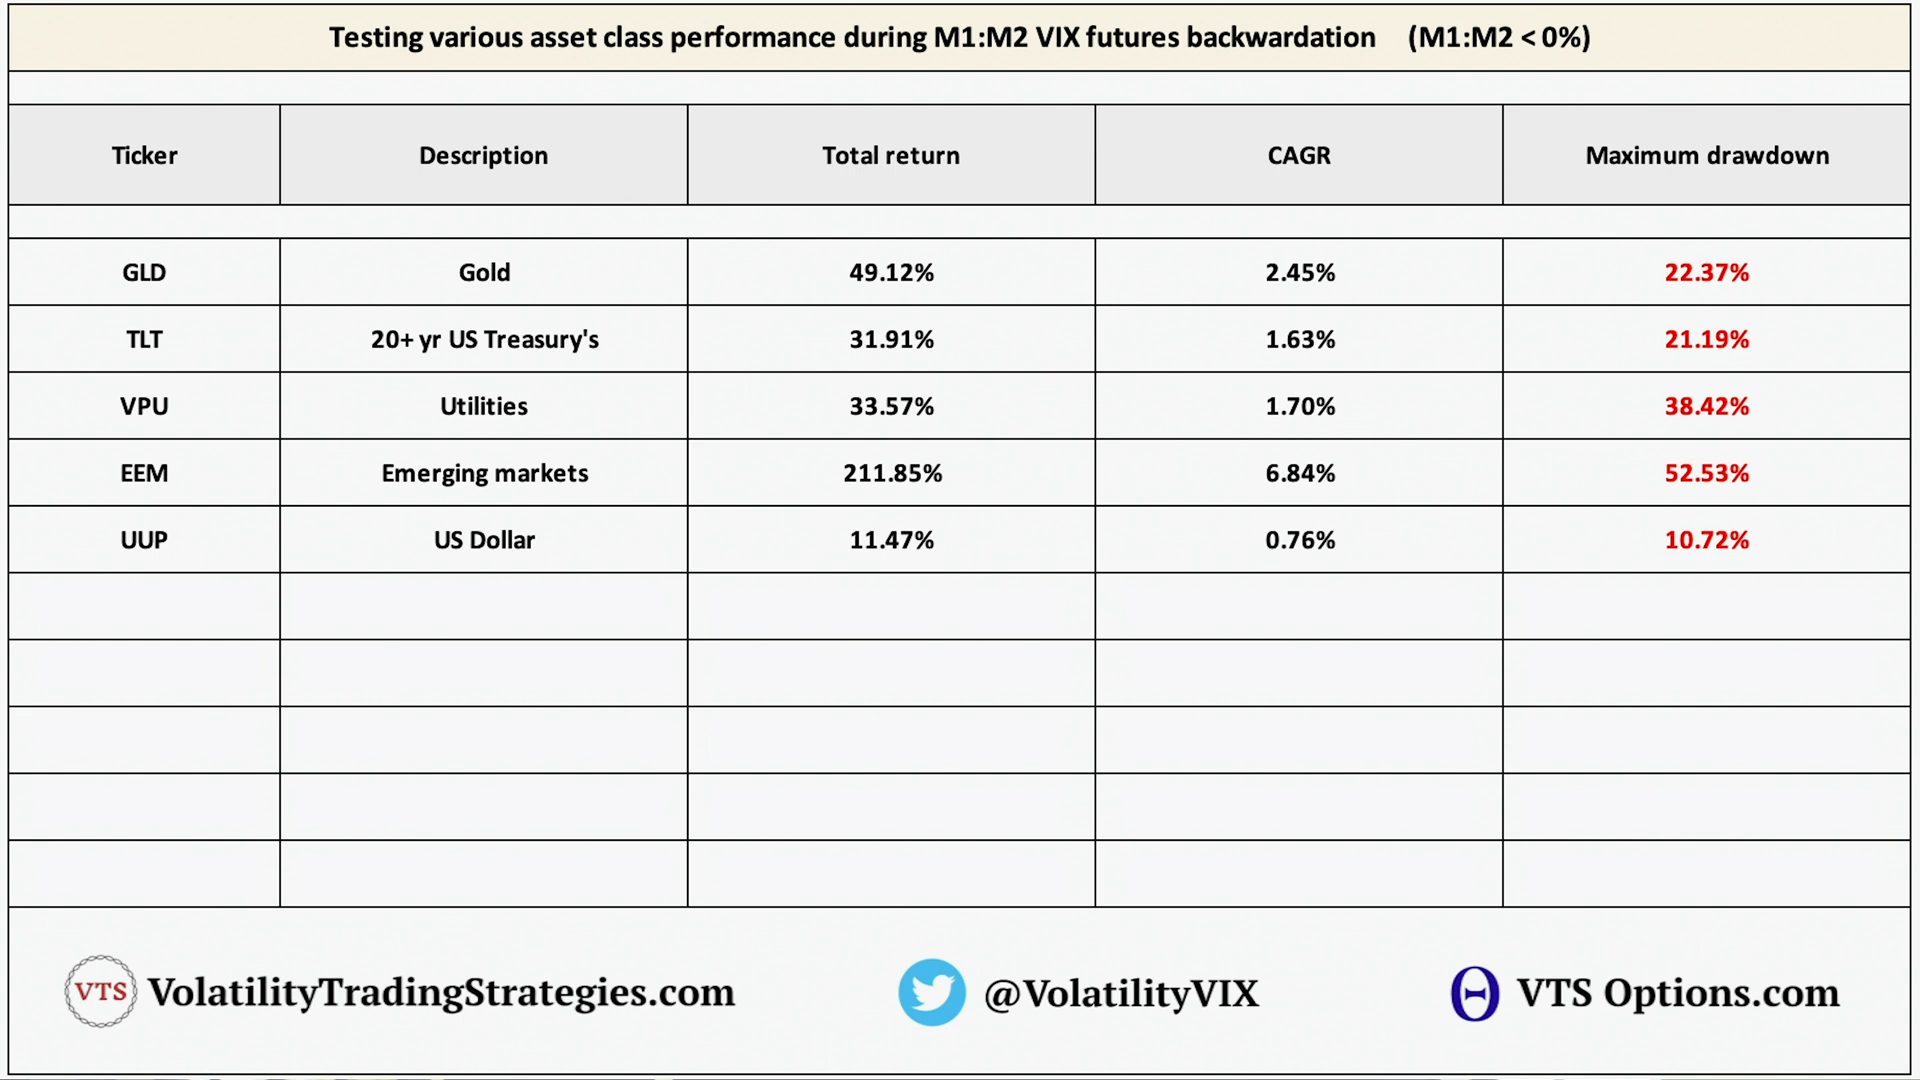 Testing various asset class performance during M1:M2 VIX futures backwardation (M1:M2 < 0%)
Ticker Description Total return CAGR Maximum drawdown
GLD Gold 49.12% 2.45% 22.37%
TLT 20+ yr US Treasury's 31.91% 1.63% 21.19%
VPU Utilities 33.57% 1.70% 38.42%
EEM Emerging markets 211.85% 6.84% 52.53%
UUP US Dollar 11.47% 0.76% 10.72%
VTS VolatilityTradingStrategies.com @VolatilityVIX VTS Options.com